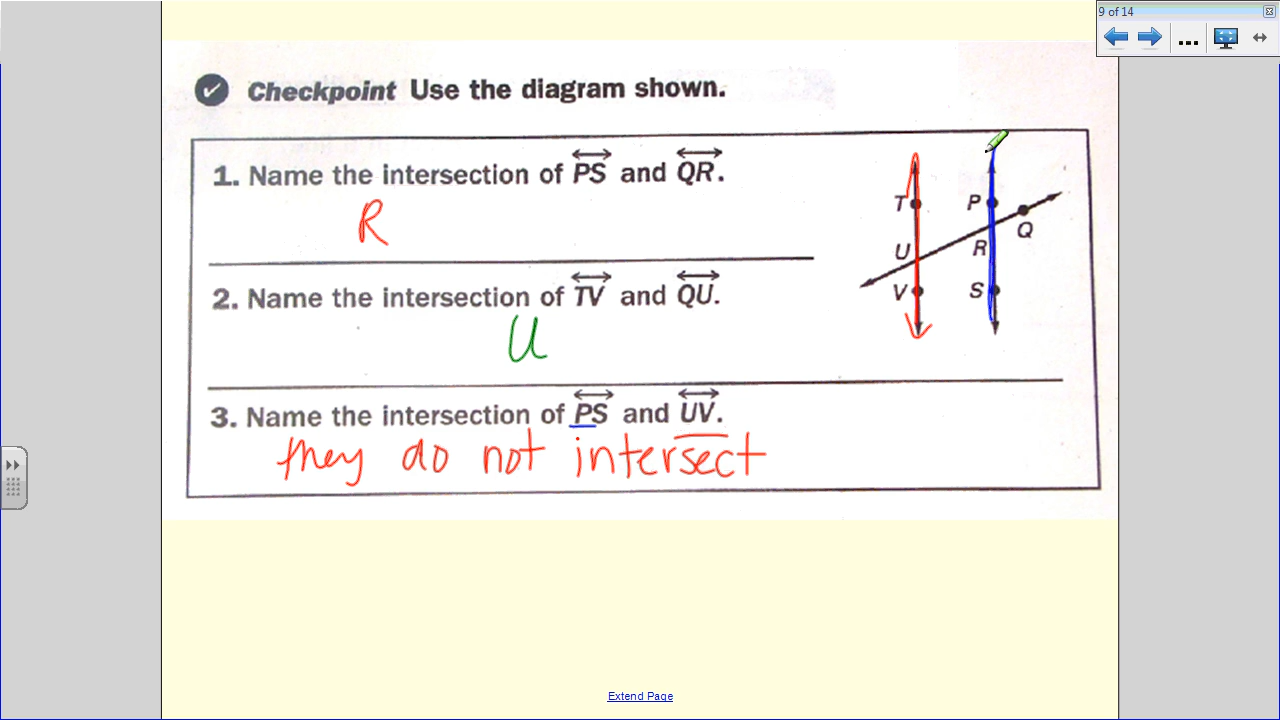 9 of 14
Checkpoint Use the diagram shown.
1. Name the intersection of PS and QR.
R
2. Name the intersection of TV and QU.
U
3. Name the intersection of PS and UV.
they do not intersect
T
P
Q
U
R
V
S
Extend Page